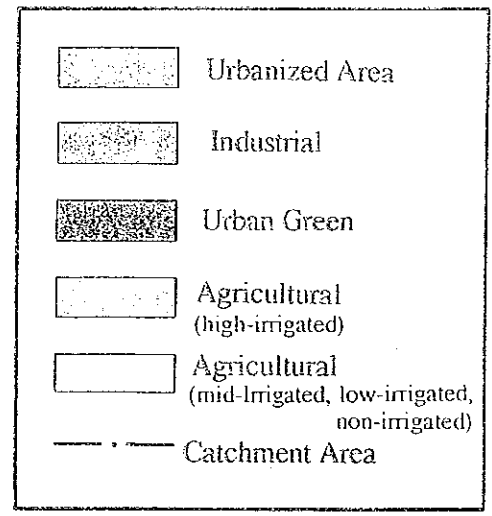 Urbanized Area
Industrial
Urban Green
Agricultural
(high-irrigated)
Agricultural
(mid-Irrigated, low-irrigated,
non-irrigated)
Catchment Area